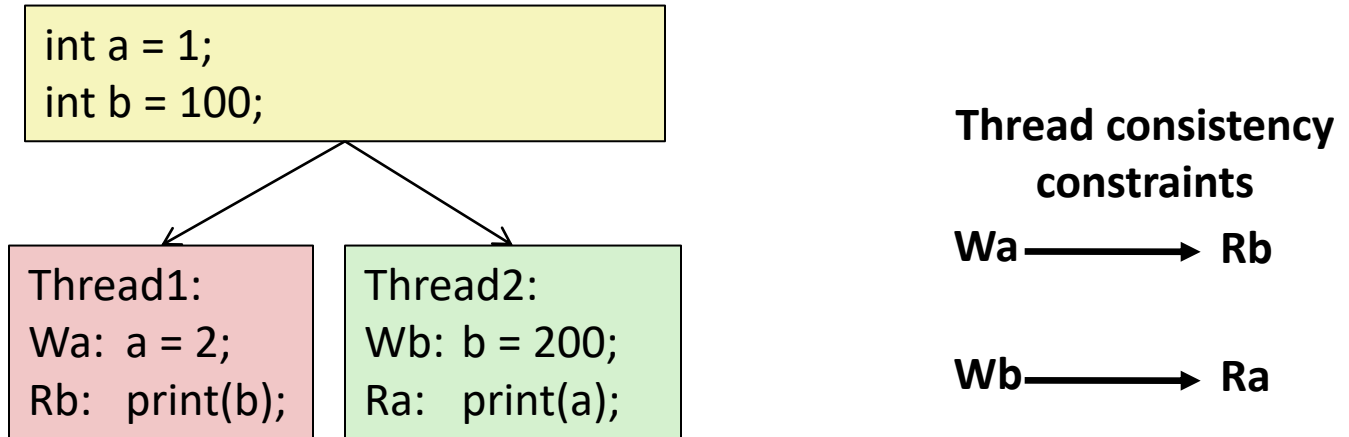 int a = 1;
int b = 100;
Thread consistency
constraints
Wa Rb
Wb Ra
Thread1:
Wa: a = 2;
Rb: print(b);
Thread2:
Wb: b = 200;
Ra: print(a);